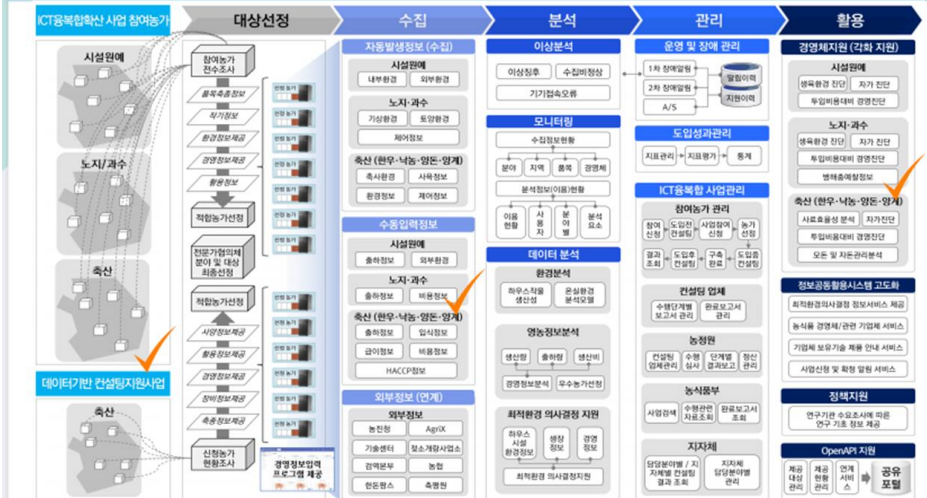 ICT융복합확산 사업 참여농가
시설원예
노지/과수
축산
데이터기반 컨설팅지원사업
축산
대상선정
참여농가
전수조사
품목축종정보
작기정보
환경정보제공
경영정보제공
활용정보
적합농가선정
전문가협의체
분야 및 대상
최종선정
적합농가선정
사양정보제공
활용정보제공
경영정보제공
장비정보제공
축종정보제공
신청농가
현황조사
경영정보입력
프로그램 제공
수집
자동발생정보 (수집)
시설원예
내부환경 외부환경
노지·과수
기상환경 토양환경
제어정보
축산 (한우·낙농·양돈·양계)
축사환경 사육정보
환경정보 제어정보
수동입력정보
시설원예
출하정보 외부환경
노지·과수
출하정보 비용정보
축산 (한우·낙농·양돈·양계)
출하정보 입식정보
급이정보 비용정보
HACCP정보
외부정보 (연계)
외부정보
농진청 AgriX
기술센터 젖소개량사업소
검역본부 농협
한돈팜스 축평원
분석
이상분석
이상징후 수집비정상
기기접속오류
모니터링
수집정보현황
분야 지역 품목 경영체
분석정보(이용)현황
이용
현황
사
용
자
분
야
별
분석
요소
데이터 분석
환경분석
하우스작물
생산성
온실환경
분석모델
영농정보분석
생산량 출하량 생산비
경영정보분석 우수농가선정
최적환경 의사결정 지원
하우스
시설
환경정보
생장
정보
경영
정보
최적환경 의사결정지원
관리
운영 및 장애 관리
1차 장애알림
2차 장애알림
A/S
알림이력
지원이력
도입성과관리
지표관리 지표평가 통계
ICT융복합 사업관리
참여농가 관리
참여
신청
도입전
컨설팅
사업참여
신청
농가
선정
결과
조회
도입후
컨설팅
구축
완료
도입중
컨설팅
컨설팅 업체
수행단계별
보고서 관리
완료보고서
관리
농정원
컨설팅
업체관리
수행
심사
단계별
결과보고
정산
관리
농식품부
사업검색
수행관련
자료조회
완료보고서
조회
지자체
담당분야별 / 지
자체별 컨설팅
결과 조회
지자체
담당분야별
관리
활용
경영체지원 (각화 지원)
시설원예
생육환경 진단 자가 진단
투입비용대비 경영진단
노지·과수
생육환경 진단 자가 진단
투입비용대비 경영진단
병해충예찰정보
축산 (한우·낙농·양돈·양계)
사료효율성 분석 자가진단
투입비용대비 경영진단
모돈 및 자돈관리분석
정보공동활용시스템 고도화
최적환경의사결정 정보서비스 제공
농식품 경영체/관련 기업체 서비스
기업체 보유기술 제품 안내 서비스
사업신청 및 확정 알림 서비스
정책지원
연구기관 수요조사에 따른
연구 기초 정보 제공
OpenAPI 지원
제공
대상
관리
제공
현황
관리
연계
서비
스
공유
포털